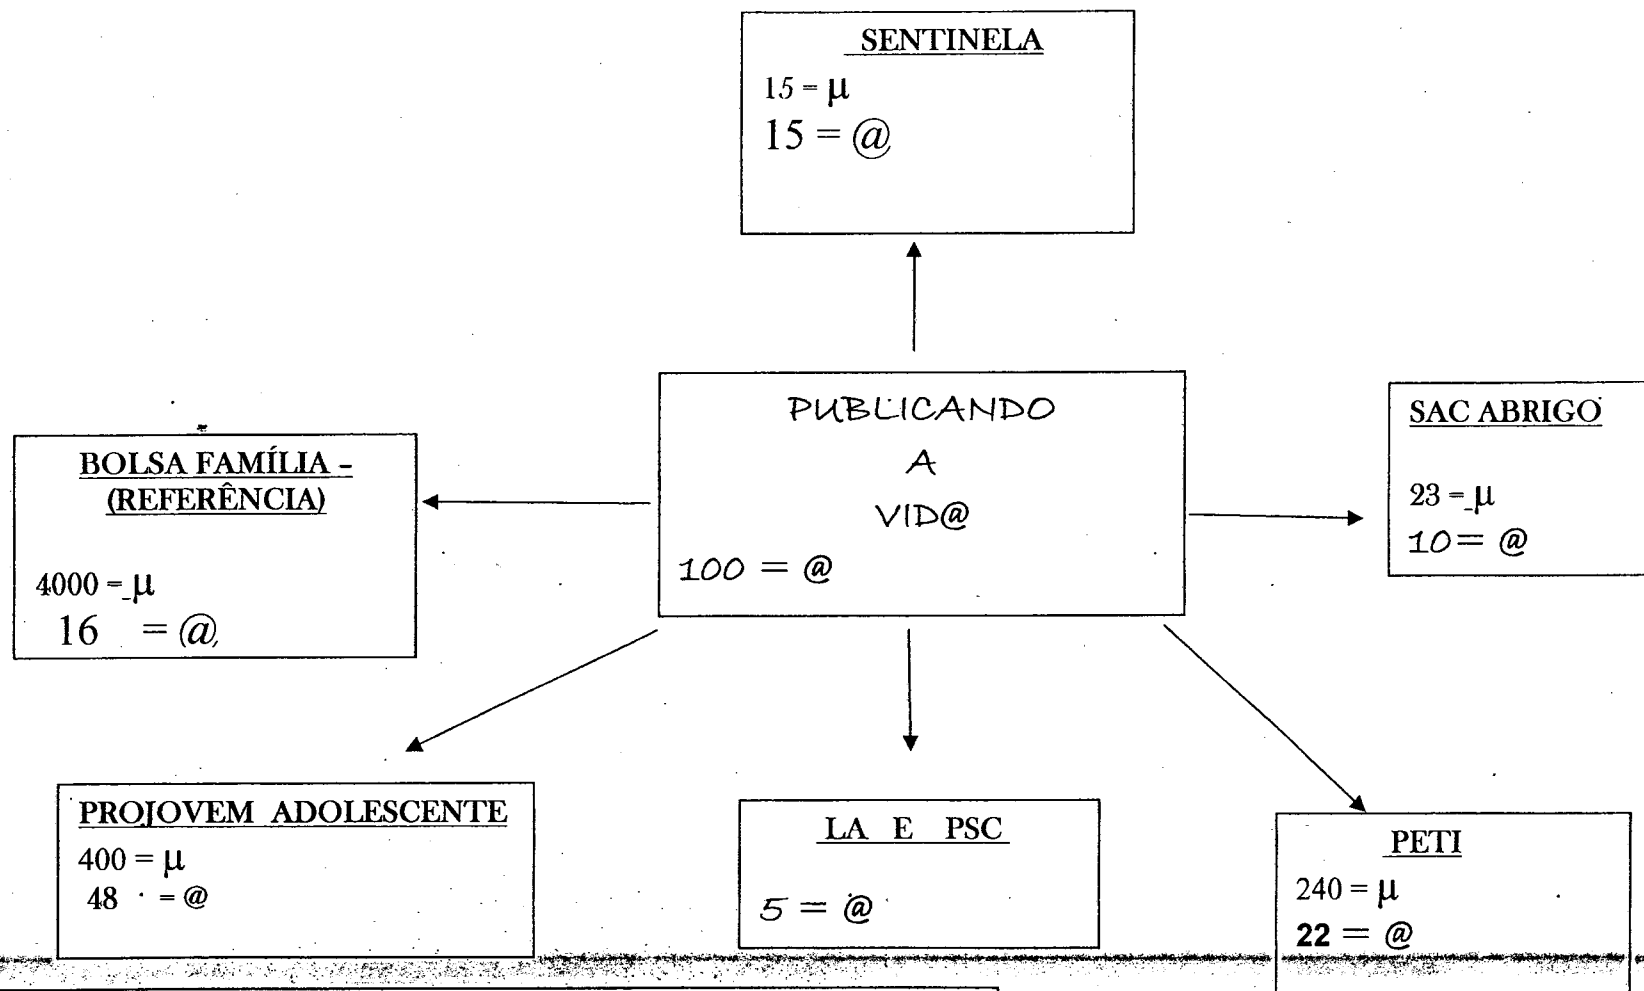 SENTINELA
15 = μ
15 = @
PUBLICANDO
A
VID@
100 = @
SAC ABRIGO
23 = μ
10 = @
BOLSA FAMÍLIA -
(REFERÊNCIA)
4000 = μ
16 = @
PROJOVEM ADOLESCENTE
400 = μ
48 = @
LA E PSC
5 = @
PETI
240 = μ
22 = @